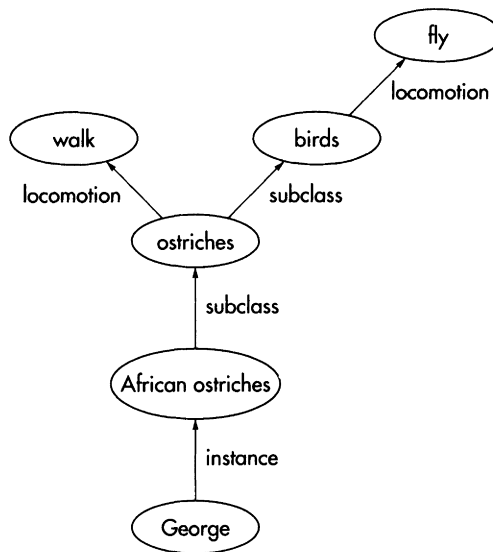 fly
locomotion
walk
birds
locomotion
subclass
ostriches
subclass
African ostriches
instance
George